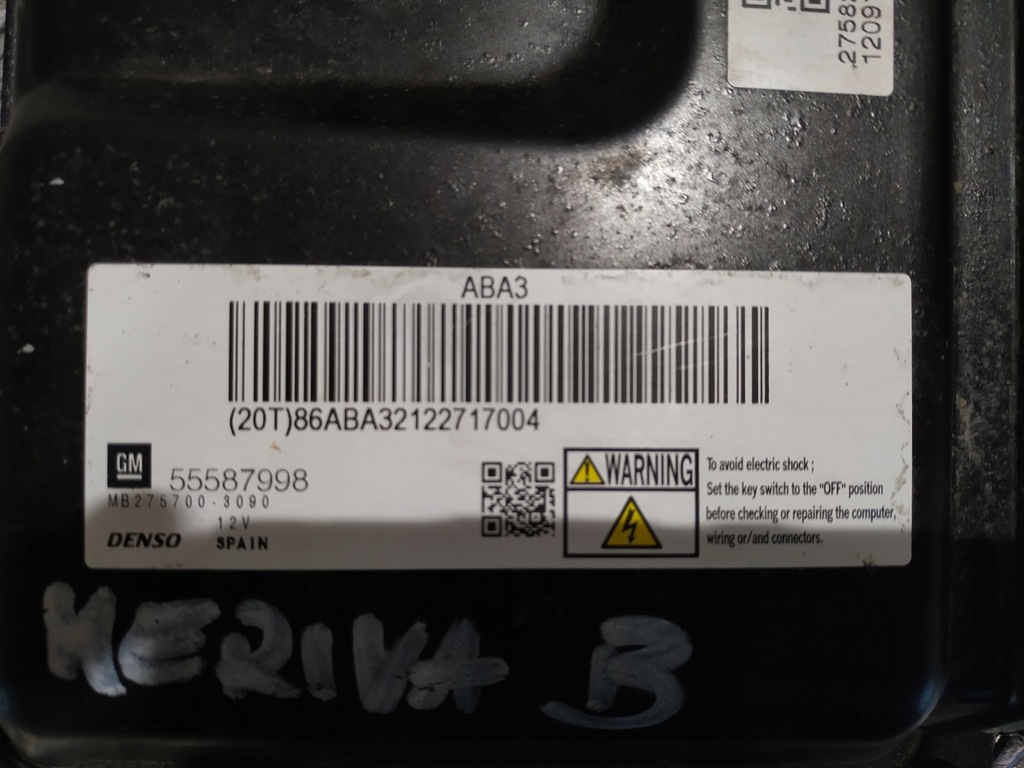 ABA3
(20T)86ABA32122717004
GM
55587998
MB275700-3090
12V
DENSO SPAIN
WARNING
To avoid electric shock ;
Set the key switch to the "OFF" position
before checking or repairing the computer,
wiring or/and connectors.
MERIVA B